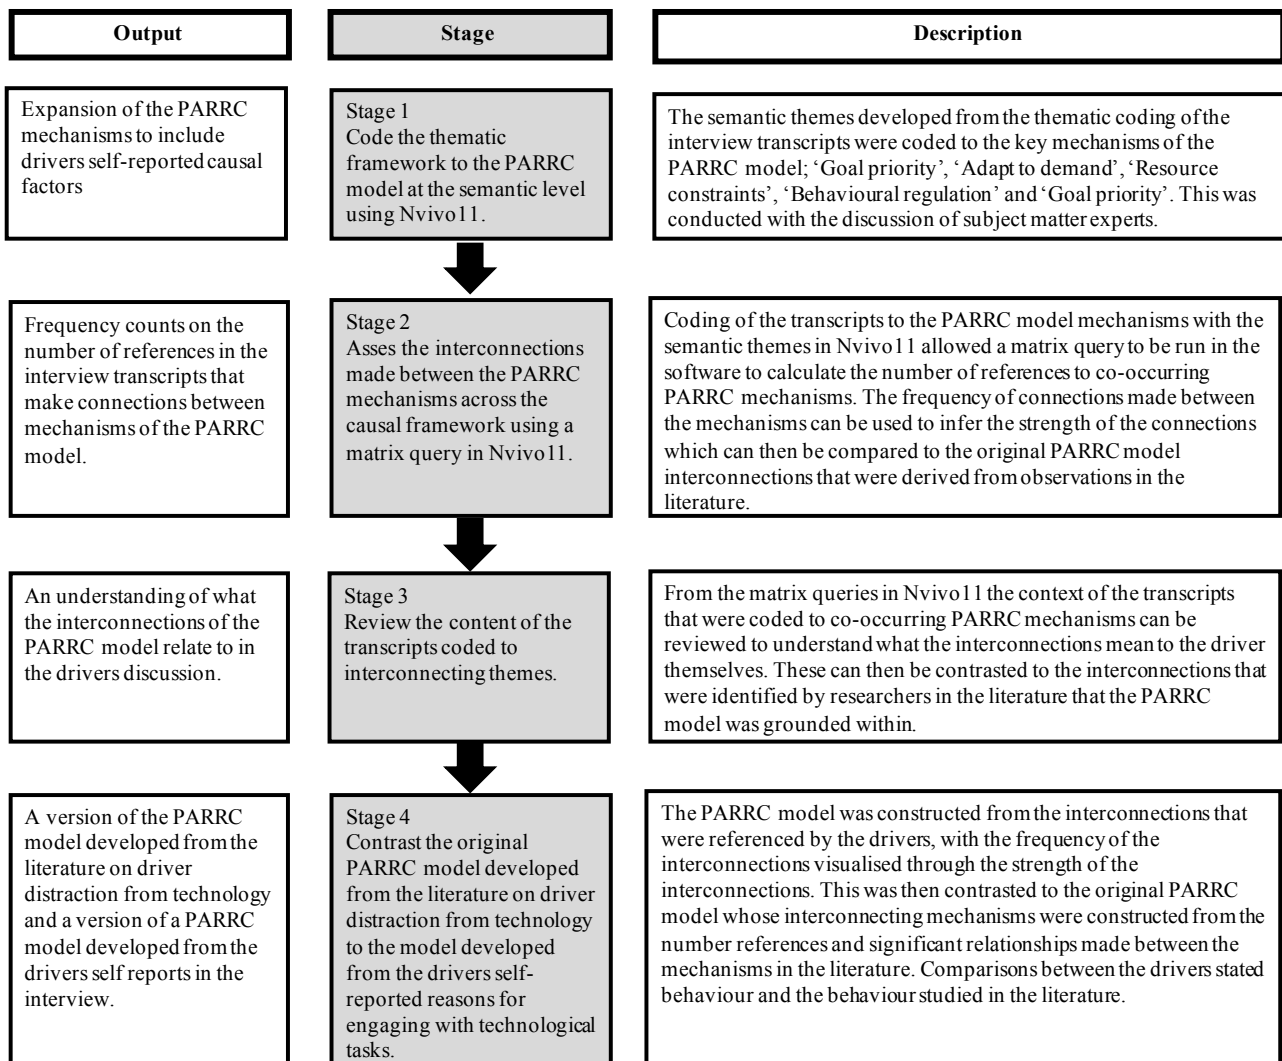 Output
Stage
Description
Expansion of the PARRC
mechanisms to include
drivers self-reported causal
factors
Stage 1
Code the thematic
framework to the PARRC
model at the semantic level
using Nvivo11.
The semantic themes developed from the thematic coding of the
interview transcripts were coded to the key mechanisms of the
PARRC model; ‘Goal priority’, ‘Adapt to demand’, ‘Resource
constraints’, ‘Behavioural regulation’ and ‘Goal priority’. This was
conducted with the discussion of subject matter experts.
Frequency counts on the
number of references in the
interview transcripts that
make connections between
mechanisms of the PARRC
model.
Stage 2
Asses the interconnections
made between the PARRC
mechanisms across the
causal framework using a
matrix query in Nvivo11.
Coding of the transcripts to the PARRC model mechanisms with the
semantic themes in Nvivo11 allowed a matrix query to be run in the
software to calculate the number of references to co-occurring
PARRC mechanisms. The frequency of connections made between
the mechanisms can be used to infer the strength of the connections
which can then be compared to the original PARRC model
interconnections that were derived from observations in the
literature.
An understanding of what
the interconnections of the
PARRC model relate to in
the drivers discussion.
Stage 3
Review the content of the
transcripts coded to
interconnecting themes.
From the matrix queries in Nvivo11 the context of the transcripts
that were coded to co-occurring PARRC mechanisms can be
reviewed to understand what the interconnections mean to the driver
themselves. These can then be contrasted to the interconnections that
were identified by researchers in the literature that the PARRC
model was grounded within.
A version of the PARRC
model developed from the
literature on driver
distraction from technology
and a version of a PARRC
model developed from the
drivers self reports in the
interview.
Stage 4
Contrast the original
PARRC model developed
from the literature on driver
distraction from technology
to the model developed
from the drivers self-
reported reasons for
engaging with technological
tasks.
The PARRC model was constructed from the interconnections that
were referenced by the drivers, with the frequency of the
interconnections visualised through the strength of the
interconnections. This was then contrasted to the original PARRC
model whose interconnecting mechanisms were constructed from the
number references and significant relationships made between the
mechanisms in the literature. Comparisons between the drivers stated
behaviour and the behaviour studied in the literature.